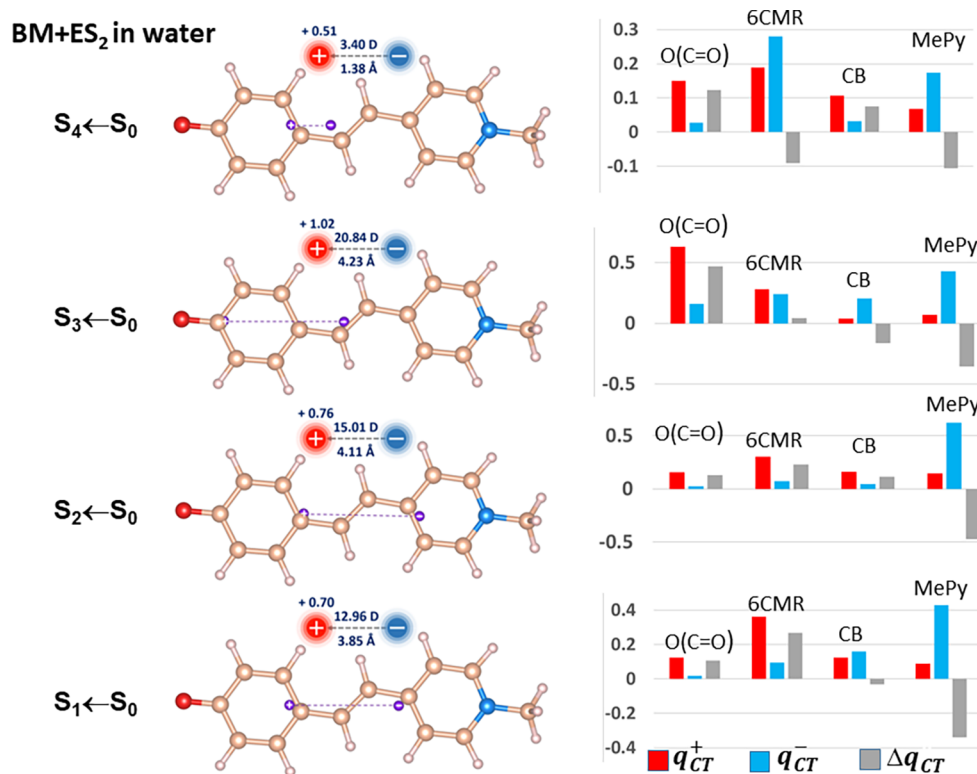 BM+ES₂ in water
S₄←S₀
+ 0.51
3.40 D
1.38 Å
+ −
0.3
0.2
0.1
0
-0.1
O(C=O)
6CMR
CB
MePy
S₃←S₀
+ 1.02
20.84 D
4.23 Å
+ −
0.5
0
-0.5
O(C=O)
6CMR
CB
MePy
S₂←S₀
+ 0.76
15.01 D
4.11 Å
+ −
0.5
0
-0.5
O(C=O)
6CMR
CB
MePy
S₁←S₀
+ 0.70
12.96 D
3.85 Å
+ −
0.4
0.2
0
-0.2
-0.4
O(C=O)
6CMR
CB
MePy
q⁺CT q⁻CT ΔqCT